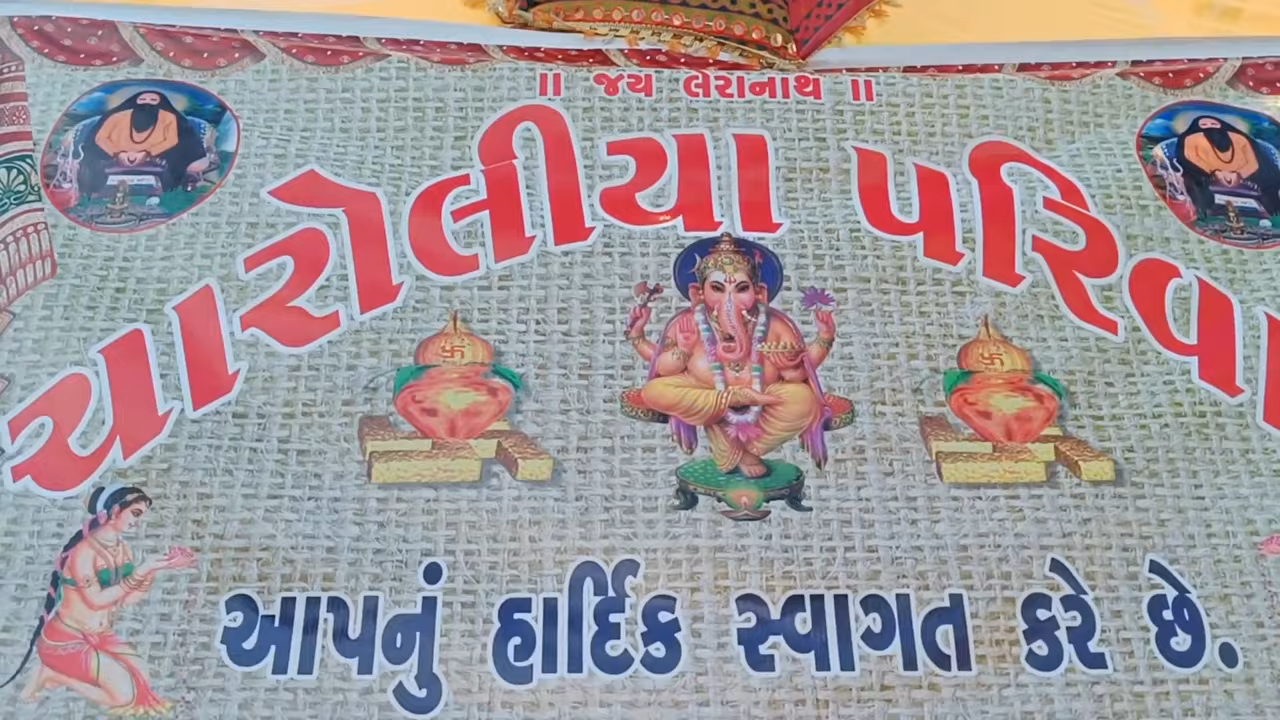 ॥ જય લેરાનાથ ॥
ચારોલીયા પરિવા
આપનું હાર્દિક સ્વાગત કરે છે.